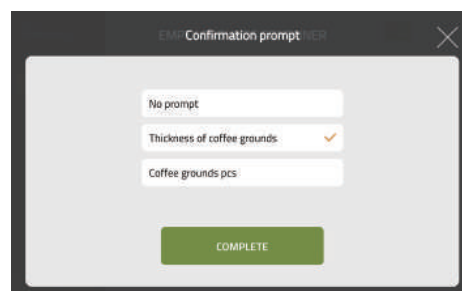 Confirmation prompt
No prompt
Thickness of coffee grounds
Coffee grounds pcs
COMPLETE